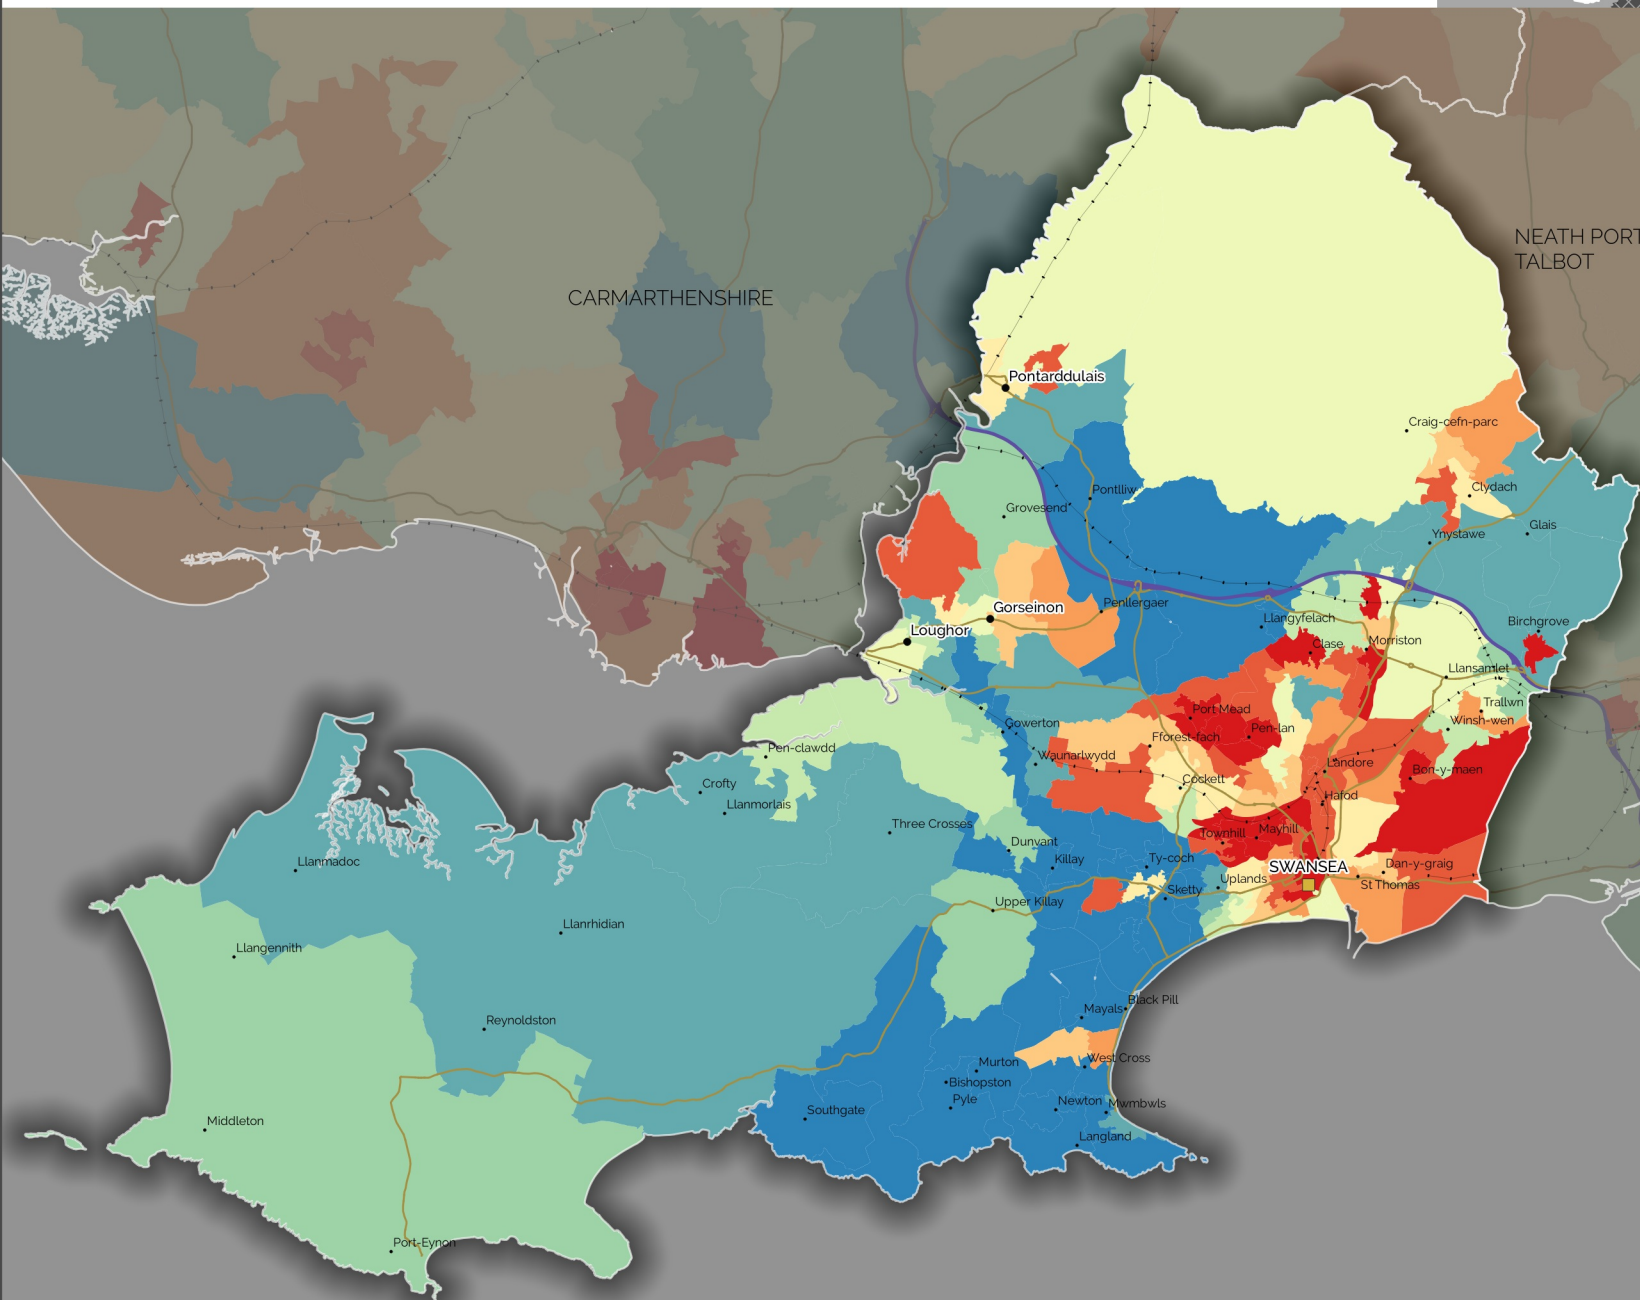 NEATH PORT
TALBOT
CARMARTHENSHIRE
Pontarddulais
Craig-cefn-parc
Clydach
Pontlliw
Grovesend
Glais
Ynystawe
Penllergaer
Gorseinon
Llangyfelach
Birchgrove
Loughor
Clase
Morriston
Llansamlet
Trallwn
Port Mead
Winsh-wen
Gowerton
Pen-lan
Fforest-fach
Pen-clawdd
Waunarlwydd
Landore
Bon-y-maen
Cockett
Crofty
Hafod
Llanmorlais
Three Crosses
Townhill
Mayhill
Dunvant
Killay
Ty-coch
SWANSEA
Dan-y-graig
Llanmadoc
Uplands
St Thomas
Sketty
Upper Killay
Llanrhidian
Llangennith
Black Pill
Mayals
Reynoldston
West Cross
Murton
Bishopston
Pyle
Newton
Mwmbwls
Southgate
Middleton
Langland
Port-Eynon